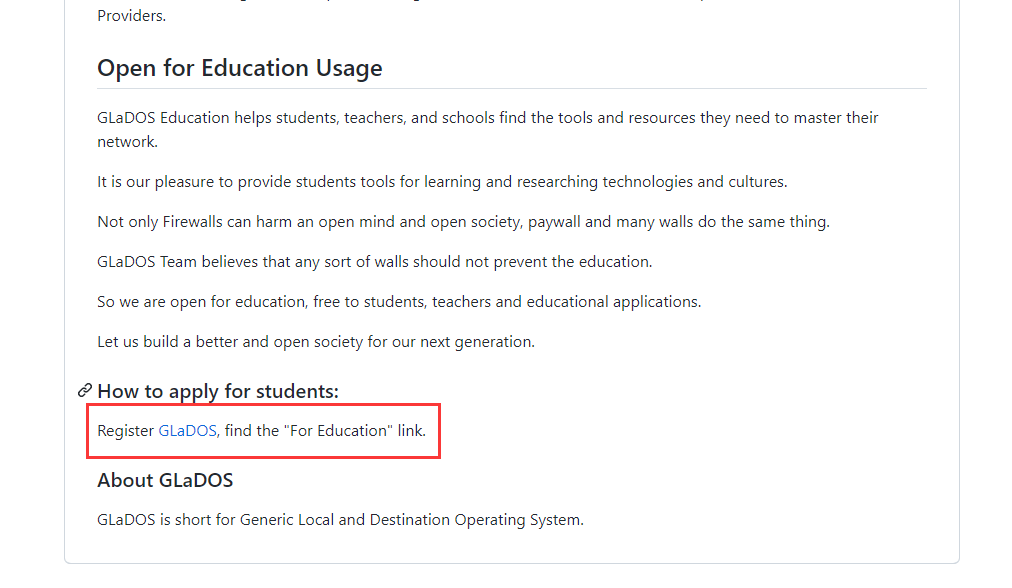 Providers.
Open for Education Usage
GLaDOS Education helps students, teachers, and schools find the tools and resources they need to master their
network.
It is our pleasure to provide students tools for learning and researching technologies and cultures.
Not only Firewalls can harm an open mind and open society, paywall and many walls do the same thing.
GLaDOS Team believes that any sort of walls should not prevent the education.
So we are open for education, free to students, teachers and educational applications.
Let us build a better and open society for our next generation.
How to apply for students:
Register GLaDOS, find the "For Education" link.
About GLaDOS
GLaDOS is short for Generic Local and Destination Operating System.